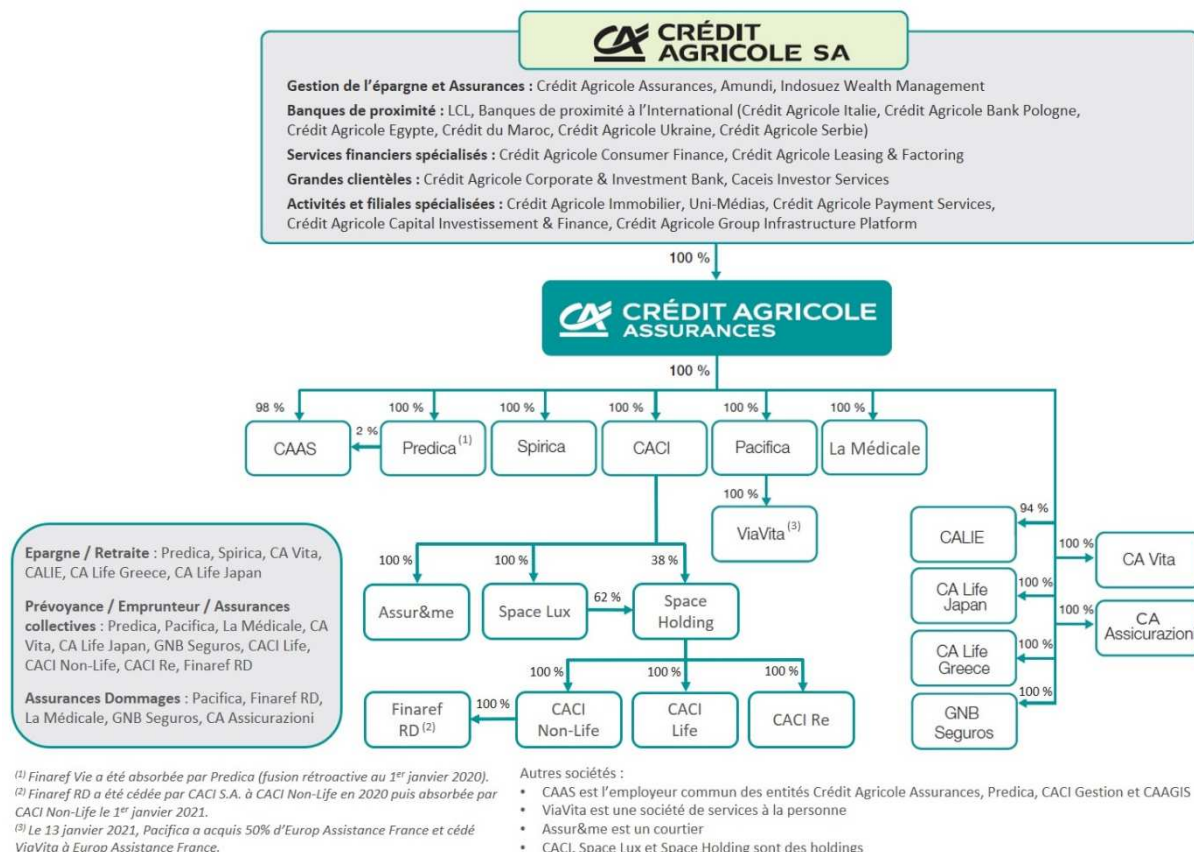 CRÉDIT
AGRICOLE SA
Gestion de l'épargne et Assurances : Crédit Agricole Assurances, Amundi, Indosuez Wealth Management
Banques de proximité : LCL, Banques de proximité à l'International (Crédit Agricole Italie, Crédit Agricole Bank Pologne,
Crédit Agricole Egypte, Crédit du Maroc, Crédit Agricole Ukraine, Crédit Agricole Serbie)
Services financiers spécialisés : Crédit Agricole Consumer Finance, Crédit Agricole Leasing & Factoring
Grandes clientèles : Crédit Agricole Corporate & Investment Bank, Caceis Investor Services
Activités et filiales spécialisées : Crédit Agricole Immobilier, Uni-Médias, Crédit Agricole Payment Services,
Crédit Agricole Capital Investissement & Finance, Crédit Agricole Group Infrastructure Platform
100 %
CRÉDIT AGRICOLE
ASSURANCES
100 %
98 %
100 %
100 %
100 %
100 %
100 %
CAAS
2 %
Predica (1)
Spirica
CACI
Pacifica
La Médicale
100 %
ViaVita (3)
94 %
CALIE
100 %
CA Vita
100 %
CA Life
Japan
100 %
CA
Assicurazioni
100 %
CA Life
Greece
100 %
GNB
Seguros
Epargne / Retraite : Predica, Spirica, CA Vita,
CALIE, CA Life Greece, CA Life Japan
Prévoyance / Emprunteur / Assurances
collectives : Predica, Pacifica, La Médicale, CA
Vita, CA Life Japan, GNB Seguros, CACI Life,
CACI Non-Life, CACI Re, Finaref RD
Assurances Dommages : Pacifica, Finaref RD,
La Médicale, GNB Seguros, CA Assicurazioni
100 %
100 %
38 %
Assur&me
Space Lux
62 %
Space
Holding
100 %
100 %
100 %
Finaref
RD (2)
100 %
CACI
Non-Life
CACI
Life
CACI Re
(1) Finaref Vie a été absorbée par Predica (fusion rétroactive au 1er janvier 2020).
(2) Finaref RD a été cédée par CACI S.A. à CACI Non-Life en 2020 puis absorbée par
CACI Non-Life le 1er janvier 2021.
(3) Le 13 janvier 2021, Pacifica a acquis 50% d'Europ Assistance France et cédé
ViaVita à Europ Assistance France.
Autres sociétés :
• CAAS est l'employeur commun des entités Crédit Agricole Assurances, Predica, CACI Gestion et CAAGIS
• ViaVita est une société de services à la personne
• Assur&me est un courtier
• CACI, Space Lux et Space Holding sont des holdings